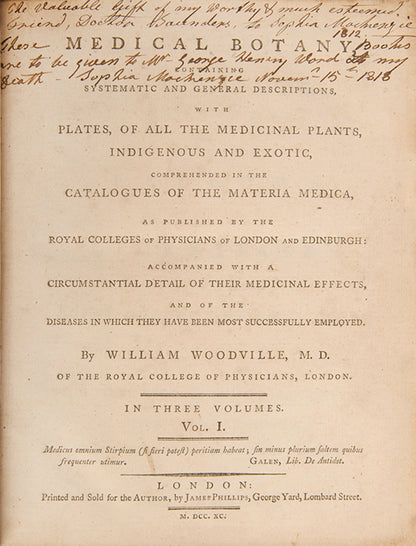 The valuable Gift of my Worthy & much esteemed
Friend, Doctor Saunders, to Sophia Mackenzie
1812.
These MEDICAL BOTANY, Books
are to be given to Mr. George Henry Word at my
Death - Sophia Mackenzie Novemr. 15th 1818
CONTAINING
SYSTEMATIC AND GENERAL DESCRIPTIONS,
WITH
PLATES, OF ALL THE MEDICINAL PLANTS,
INDIGENOUS AND EXOTIC,
COMPREHENDED IN THE
CATALOGUES OF THE MATERIA MEDICA,
AS PUBLISHED BY THE
ROYAL COLLEGES OF PHYSICIANS OF LONDON AND EDINBURGH:
ACCOMPANIED WITH A
CIRCUMSTANTIAL DETAIL OF THEIR MEDICINAL EFFECTS,
AND OF THE
DISEASES IN WHICH THEY HAVE BEEN MOST SUCCESSFULLY EMPLOYED.
By WILLIAM WOODVILLE, M. D.
OF THE ROYAL COLLEGE OF PHYSICIANS, LONDON.
IN THREE VOLUMES.
VOL. I.
Medicus omnium Stirpium (ſi fieri poteſt) peritiam habeat; ſin minus plurium ſaltem quibus
frequenter utimur. GALEN, Lib. De Antidot.
LONDON:
Printed and Sold for the AUTHOR, by JAMES PHILLIPS, George Yard, Lombard Street.
M. DCC. XC.